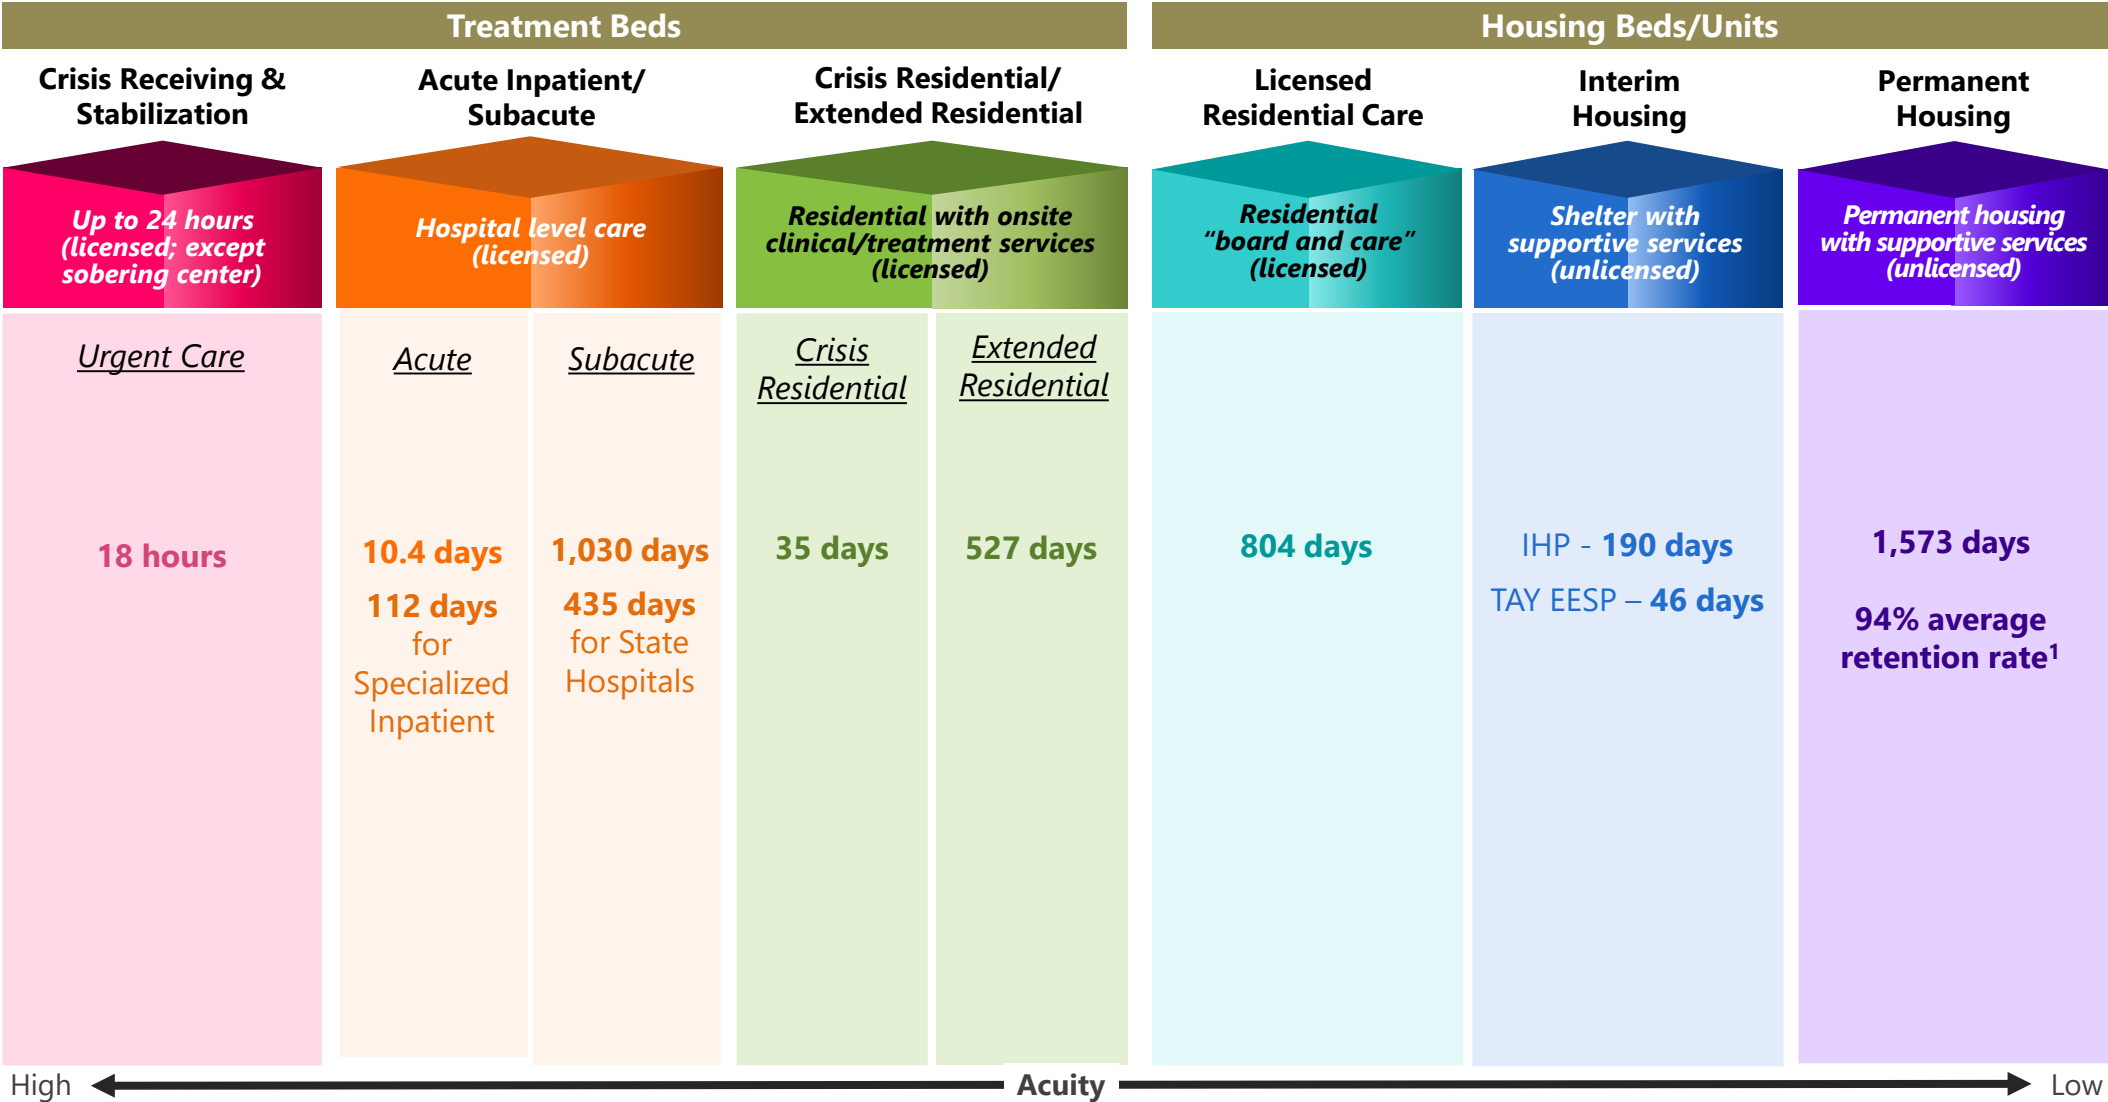 Treatment Beds
Housing Beds/Units
Crisis Receiving &
Stabilization
Acute Inpatient/
Subacute
Crisis Residential/
Extended Residential
Licensed
Residential Care
Interim
Housing
Permanent
Housing
Up to 24 hours
(licensed; except
sobering center)
Hospital level care
(licensed)
Residential with onsite
clinical/treatment services
(licensed)
Residential
“board and care”
(licensed)
Shelter with
supportive services
(unlicensed)
Permanent housing
with supportive services
(unlicensed)
Urgent Care
18 hours
Acute
10.4 days
112 days
for
Specialized
Inpatient
Subacute
1,030 days
435 days
for State
Hospitals
Crisis
Residential
35 days
Extended
Residential
527 days
804 days
IHP - 190 days
TAY EESP – 46 days
1,573 days
94% average
retention rate¹
High
Acuity
Low